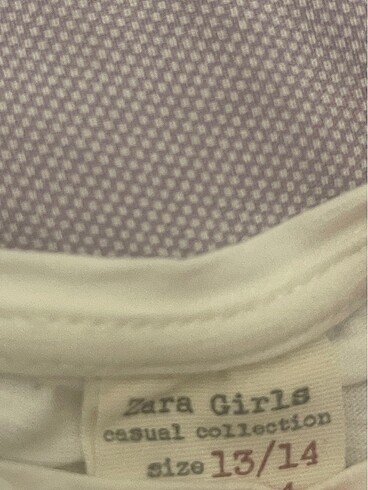 Zara Girls
casual collection
size 13/14